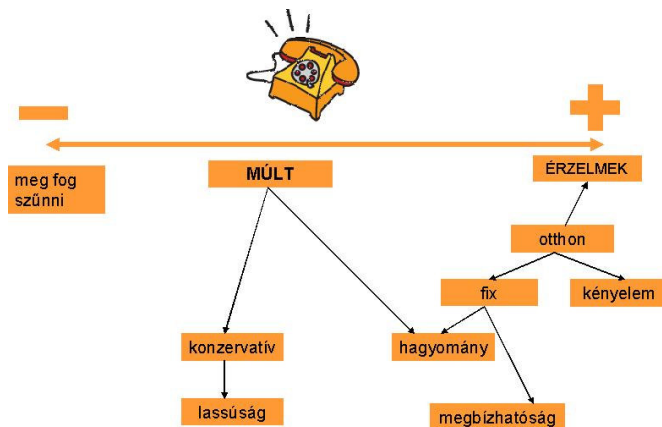 meg fog
szűnni
MÚLT
ÉRZELMEK
otthon
fix
kényelem
konzervatív
hagyomány
lassúság
megbízhatóság